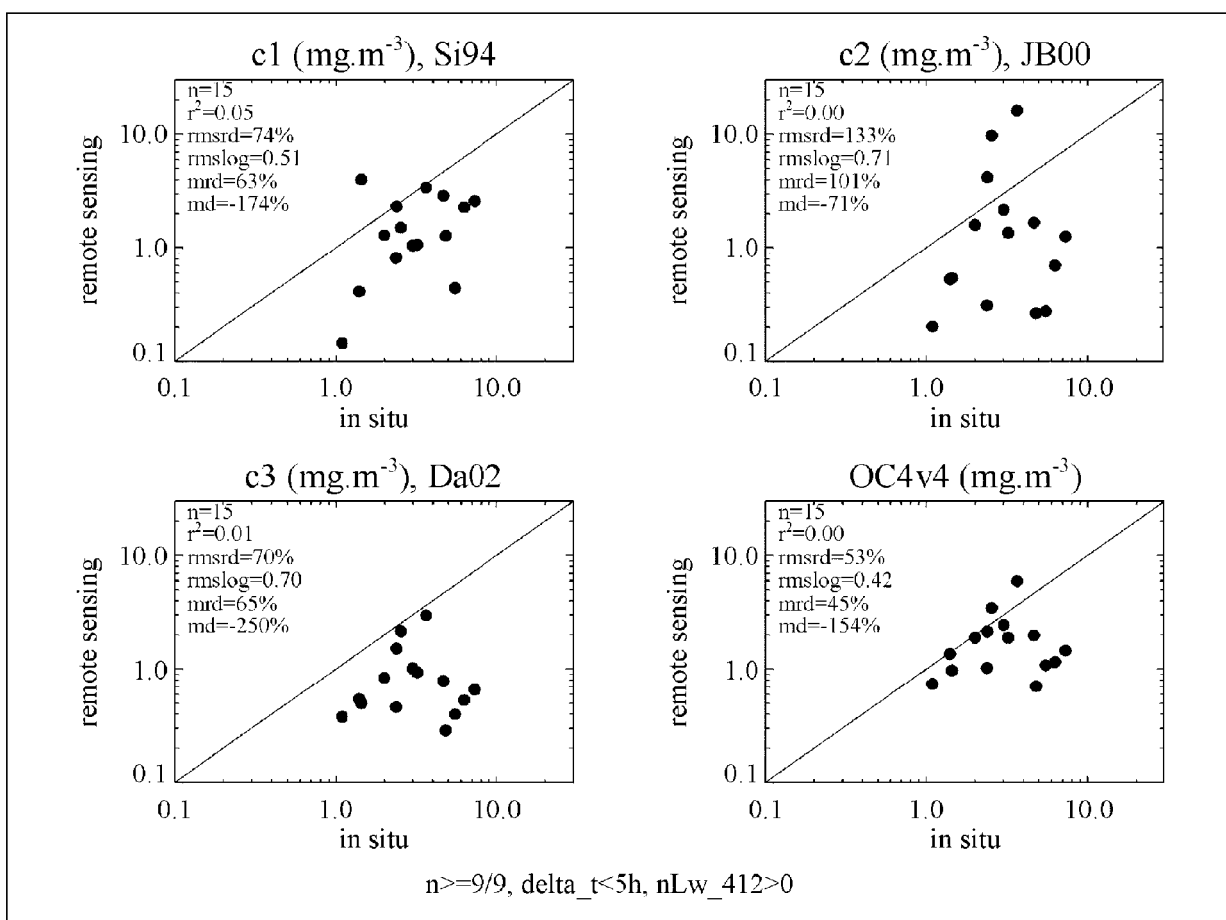 c1 (mg.m⁻³), Si94
n=15
r²=0.05
rmsrd=74%
rmslog=0.51
mrd=63%
md=-174%
remote sensing
10.0
1.0
0.1
0.1 1.0 10.0
in situ
c2 (mg.m⁻³), JB00
n=15
r²=0.00
rmsrd=133%
rmslog=0.71
mrd=101%
md=-71%
remote sensing
10.0
1.0
0.1
0.1 1.0 10.0
in situ
c3 (mg.m⁻³), Da02
n=15
r²=0.01
rmsrd=70%
rmslog=0.70
mrd=65%
md=-250%
remote sensing
10.0
1.0
0.1
0.1 1.0 10.0
in situ
OC4v4 (mg.m⁻³)
n=15
r²=0.00
rmsrd=53%
rmslog=0.42
mrd=45%
md=-154%
remote sensing
10.0
1.0
0.1
0.1 1.0 10.0
in situ
n>=9/9, delta_t<5h, nLw_412>0